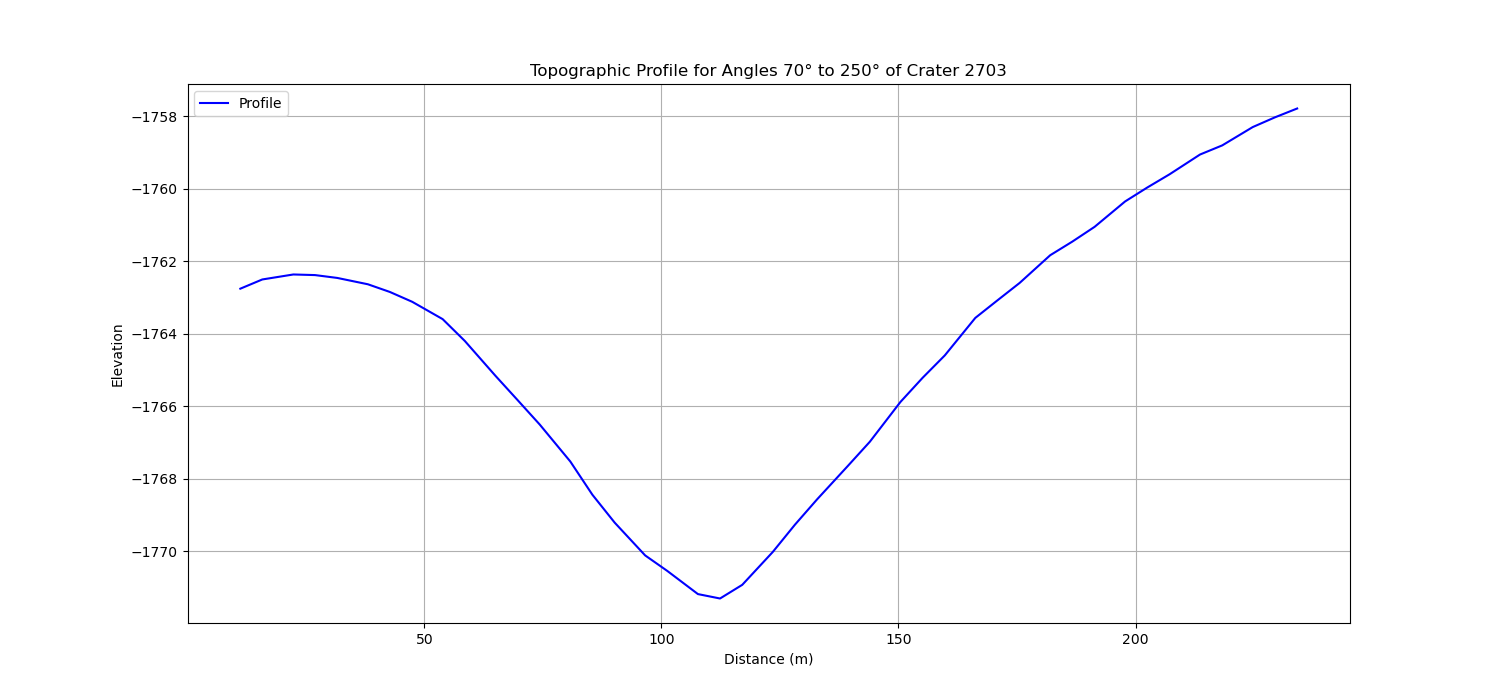 Topographic Profile for Angles 70° to 250° of Crater 2703
Profile
−1758
−1760
−1762
−1764
−1766
−1768
−1770
Elevation
50
100
150
200
Distance (m)